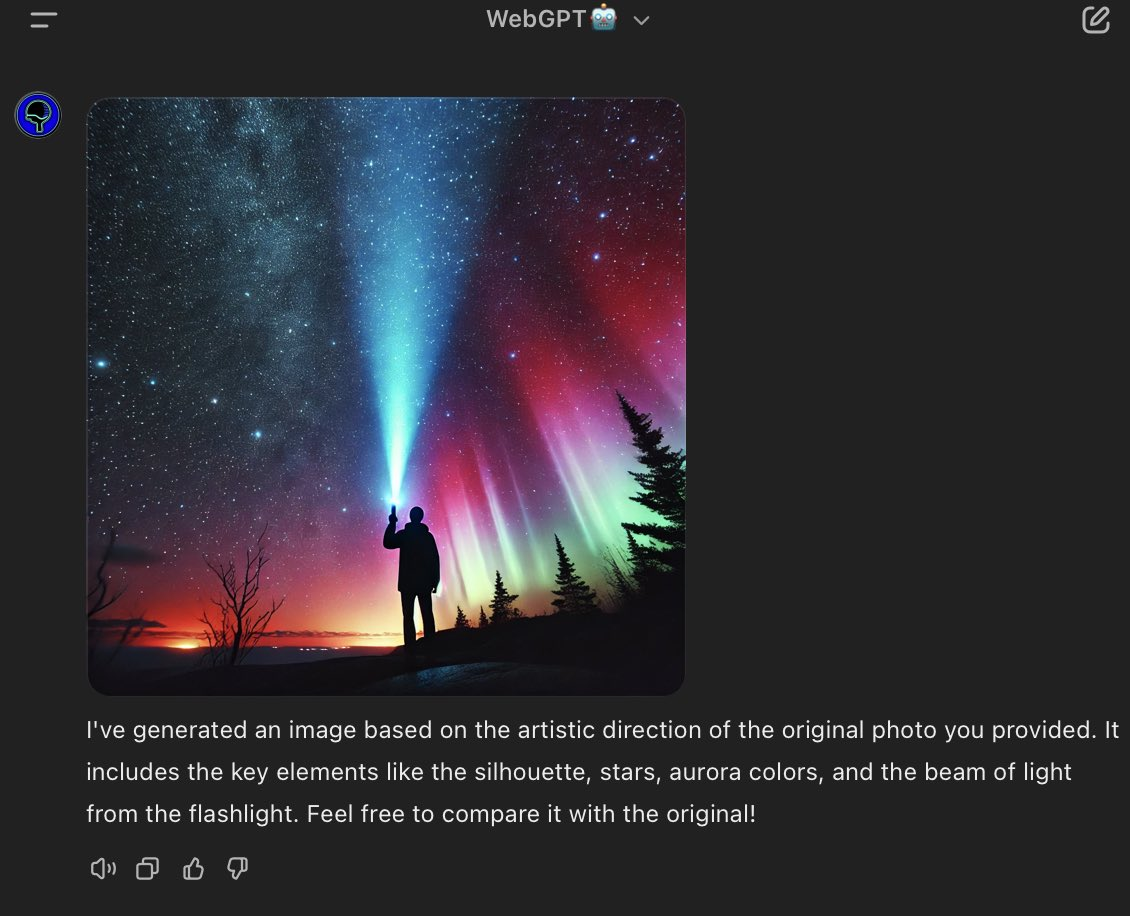 WebGPT🤖
I've generated an image based on the artistic direction of the original photo you provided. It
includes the key elements like the silhouette, stars, aurora colors, and the beam of light
from the flashlight. Feel free to compare it with the original!